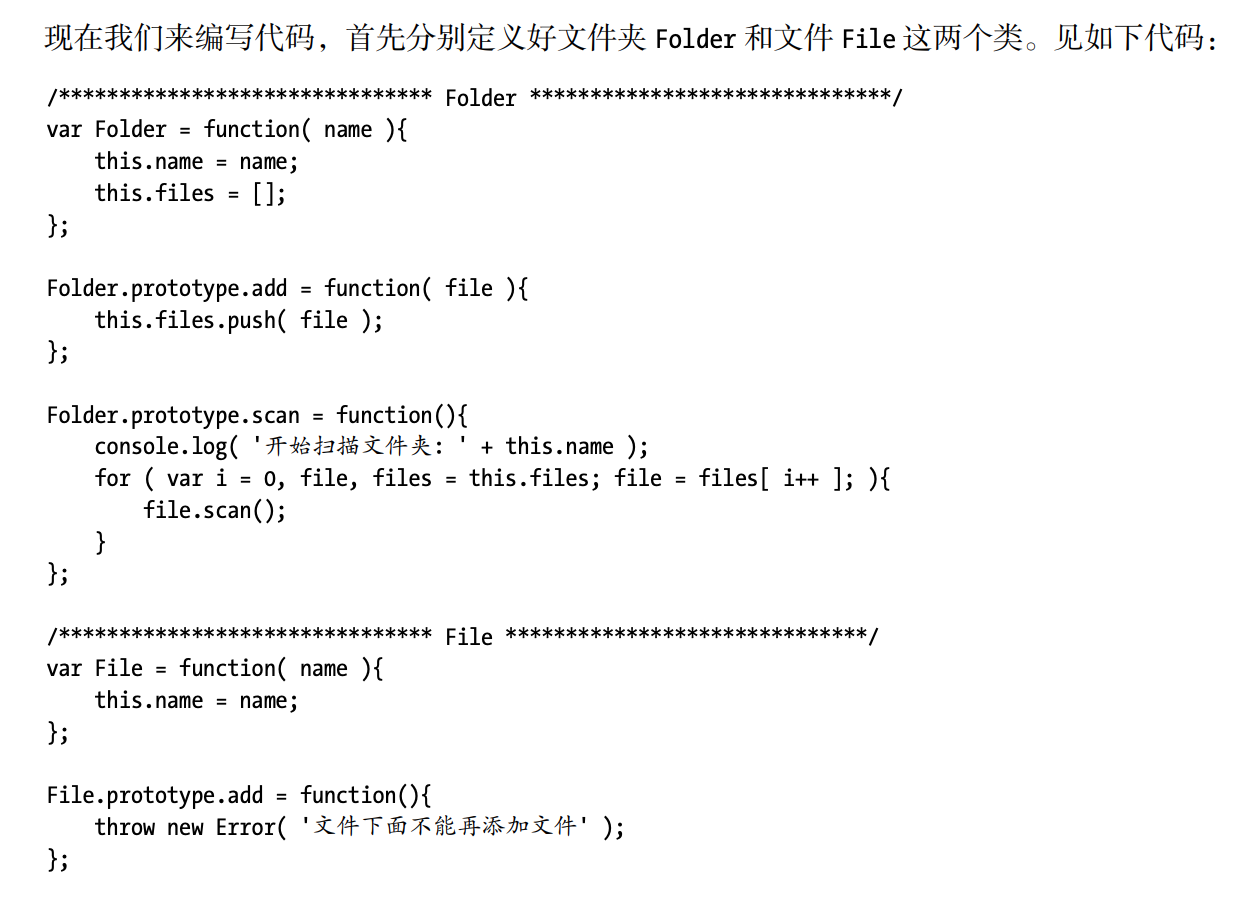 现在我们来编写代码，首先分别定义好文件夹 Folder 和文件 File 这两个类。见如下代码：
/******************************* Folder ******************************/
var Folder = function( name ){
    this.name = name;
    this.files = [];
};
Folder.prototype.add = function( file ){
    this.files.push( file );
};
Folder.prototype.scan = function(){
    console.log( '开始扫描文件夹: ' + this.name );
    for ( var i = 0, file, files = this.files; file = files[ i++ ]; ){
        file.scan();
    }
};
/******************************* File ******************************/
var File = function( name ){
    this.name = name;
};
File.prototype.add = function(){
    throw new Error( '文件下面不能再添加文件' );
};